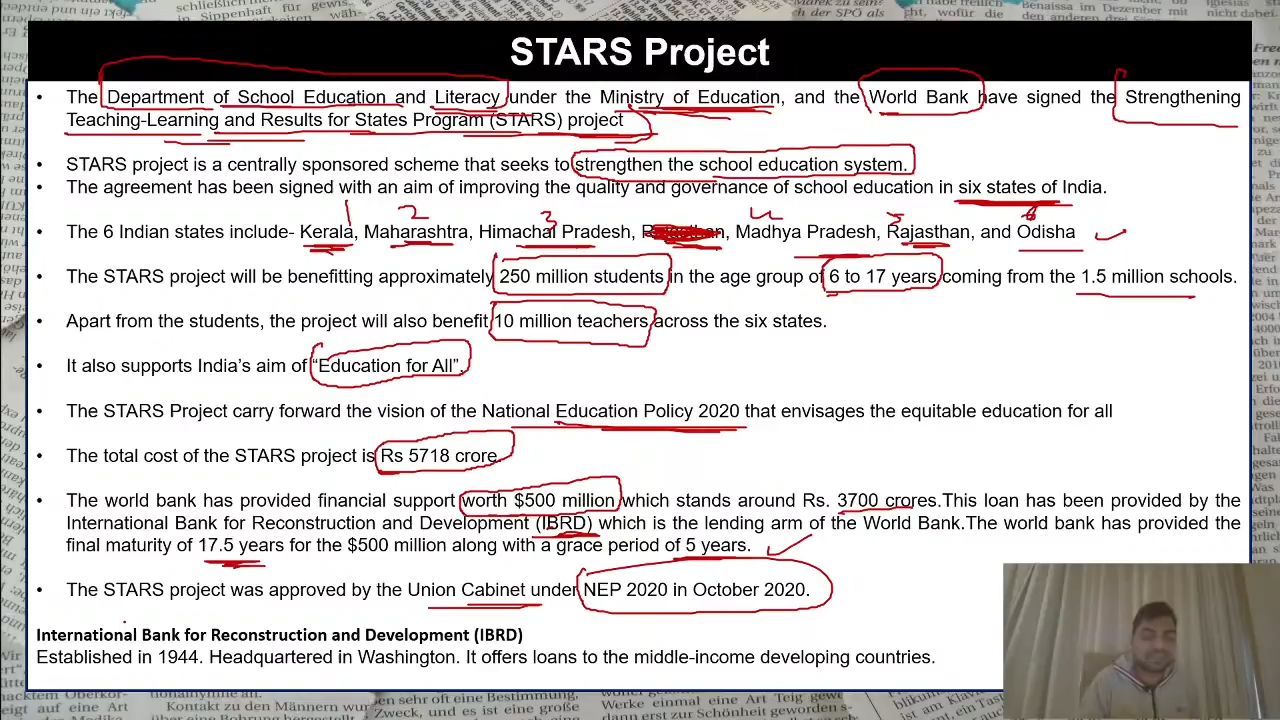 STARS Project
• The Department of School Education and Literacy under the Ministry of Education, and the World Bank have signed the Strengthening
Teaching-Learning and Results for States Program (STARS) project
• STARS project is a centrally sponsored scheme that seeks to strengthen the school education system.
• The agreement has been signed with an aim of improving the quality and governance of school education in six states of India.
1 2 3 4 5 6
• The 6 Indian states include- Kerala, Maharashtra, Himachal Pradesh, , Madhya Pradesh, Rajasthan, and Odisha
• The STARS project will be benefitting approximately 250 million students in the age group of 6 to 17 years coming from the 1.5 million schools.
• Apart from the students, the project will also benefit 10 million teachers across the six states.
• It also supports India's aim of “Education for All”.
• The STARS Project carry forward the vision of the National Education Policy 2020 that envisages the equitable education for all
• The total cost of the STARS project is Rs 5718 crore.
• The world bank has provided financial support worth $500 million which stands around Rs. 3700 crores.This loan has been provided by the
International Bank for Reconstruction and Development (IBRD) which is the lending arm of the World Bank.The world bank has provided the
final maturity of 17.5 years for the $500 million along with a grace period of 5 years.
• The STARS project was approved by the Union Cabinet under NEP 2020 in October 2020.
International Bank for Reconstruction and Development (IBRD)
Established in 1944. Headquartered in Washington. It offers loans to the middle-income developing countries.